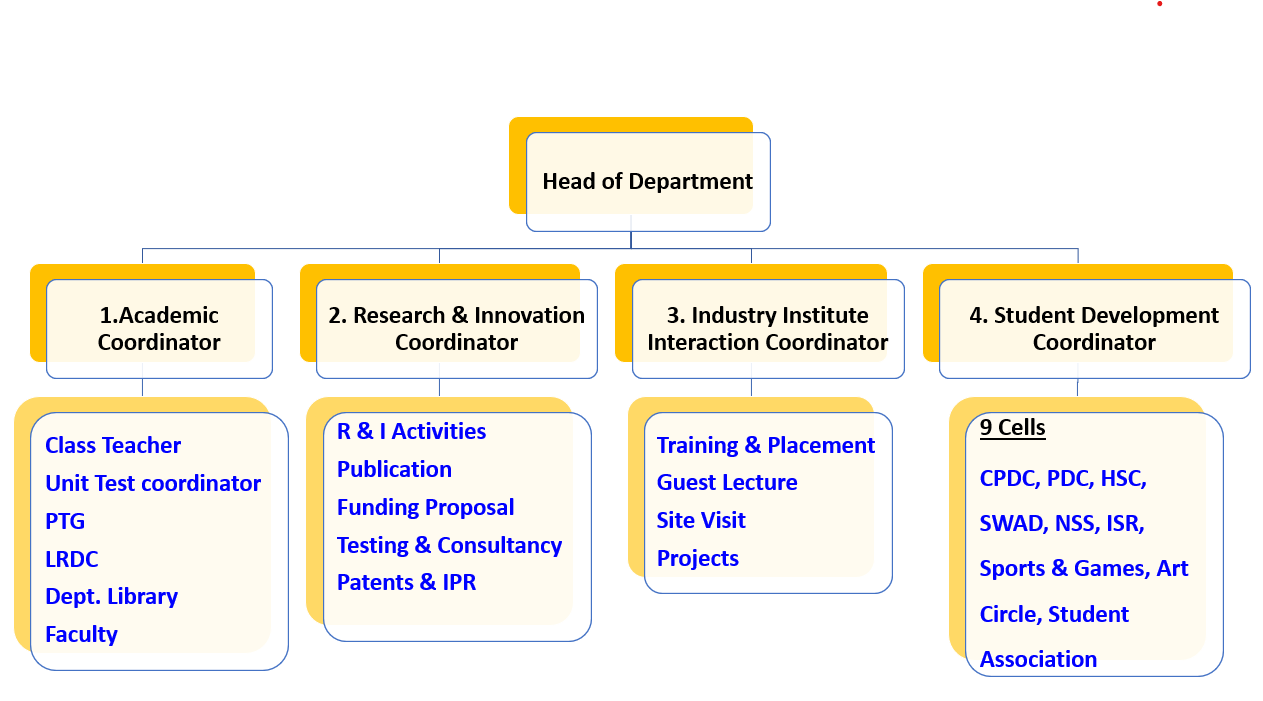 Head of Department
1.Academic
Coordinator
2. Research & Innovation
Coordinator
3. Industry Institute
Interaction Coordinator
4. Student Development
Coordinator
Class Teacher
Unit Test coordinator
PTG
LRDC
Dept. Library
Faculty
R & I Activities
Publication
Funding Proposal
Testing & Consultancy
Patents & IPR
Training & Placement
Guest Lecture
Site Visit
Projects
9 Cells
CPDC, PDC, HSC,
SWAD, NSS, ISR,
Sports & Games, Art
Circle, Student
Association